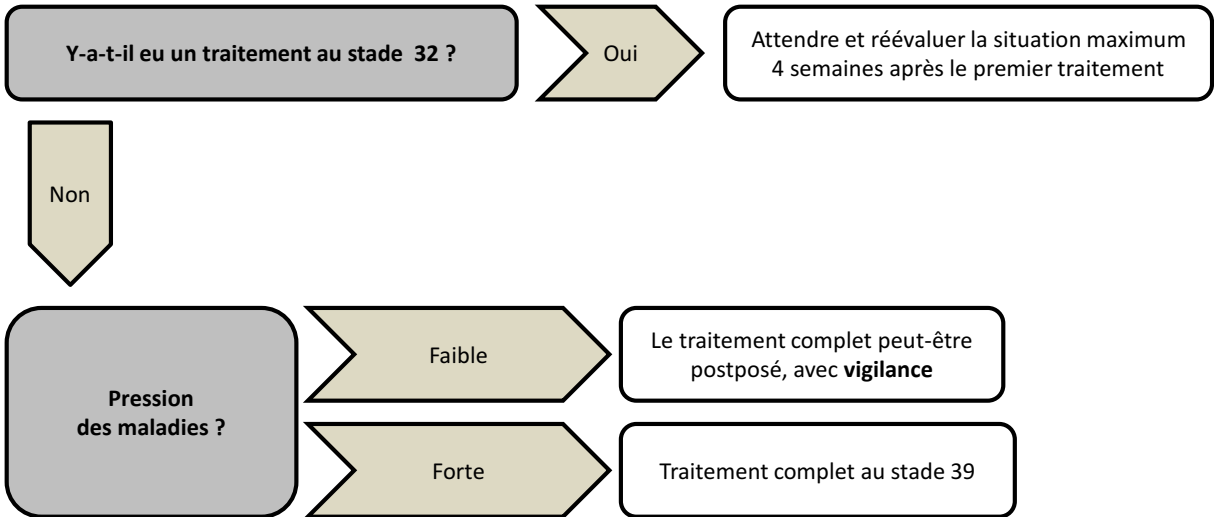 Y-a-t-il eu un traitement au stade 32 ?
Oui
Attendre et réévaluer la situation maximum
4 semaines après le premier traitement
Non
Pression
des maladies ?
Faible
Le traitement complet peut-être
postposé, avec vigilance
Forte
Traitement complet au stade 39